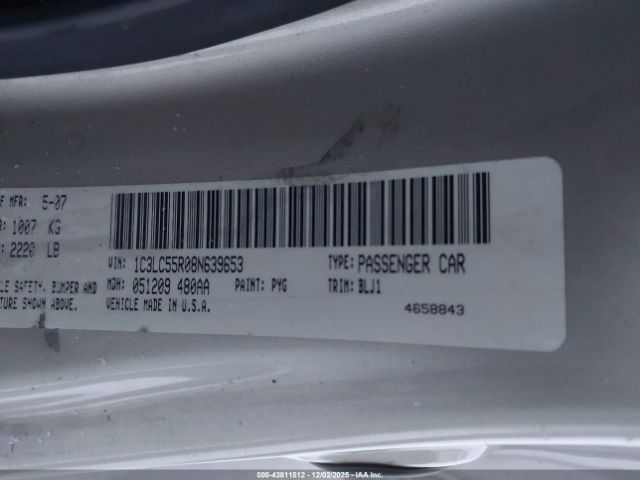 F MFR: 5-07
R: 1007 KG
: 2220 LB
VIN: 1C3LC55R08N639653 TYPE: PASSENGER CAR
LE SAFETY, BUMPER AND MDH: 051209 480AA PAINT: PYG TRIM: BLJ1
TURE SHOWN ABOVE. VEHICLE MADE IN U.S.A. 4658843
000-43811512 - 12/02/2025 - IAA Inc.